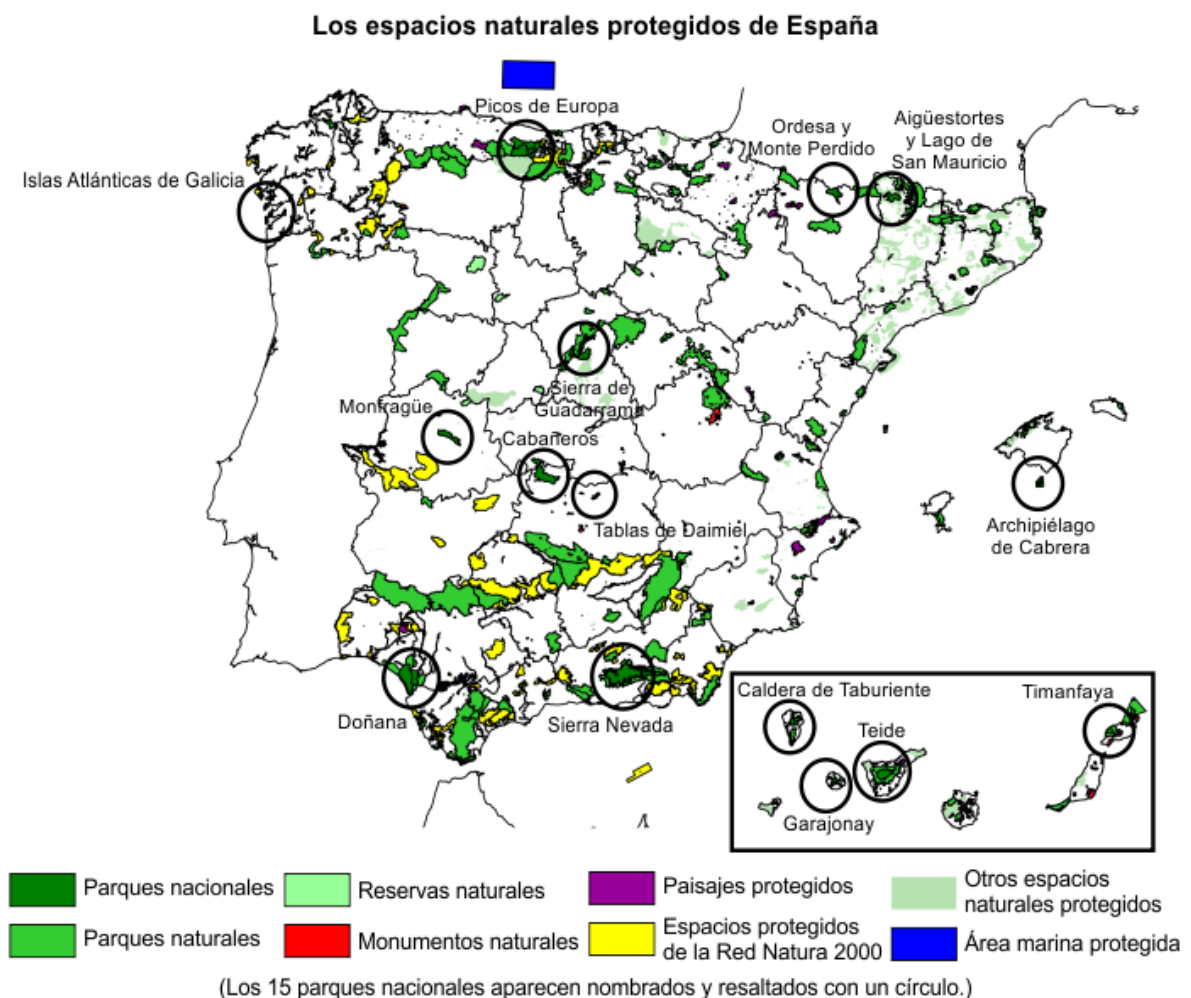 Los espacios naturales protegidos de España
Picos de Europa
Ordesa y
Monte Perdido
Aigüestortes
y Lago de
San Mauricio
Islas Atlánticas de Galicia
Sierra de
Guadarrama
Monfragüe
Cabañeros
Tablas de Daimiel
Archipiélago
de Cabrera
Doñana
Sierra Nevada
Caldera de Taburiente
Timanfaya
Teide
Garajonay
Parques nacionales
Reservas naturales
Paisajes protegidos
Otros espacios
naturales protegidos
Parques naturales
Monumentos naturales
Espacios protegidos
de la Red Natura 2000
Área marina protegida
(Los 15 parques nacionales aparecen nombrados y resaltados con un círculo.)